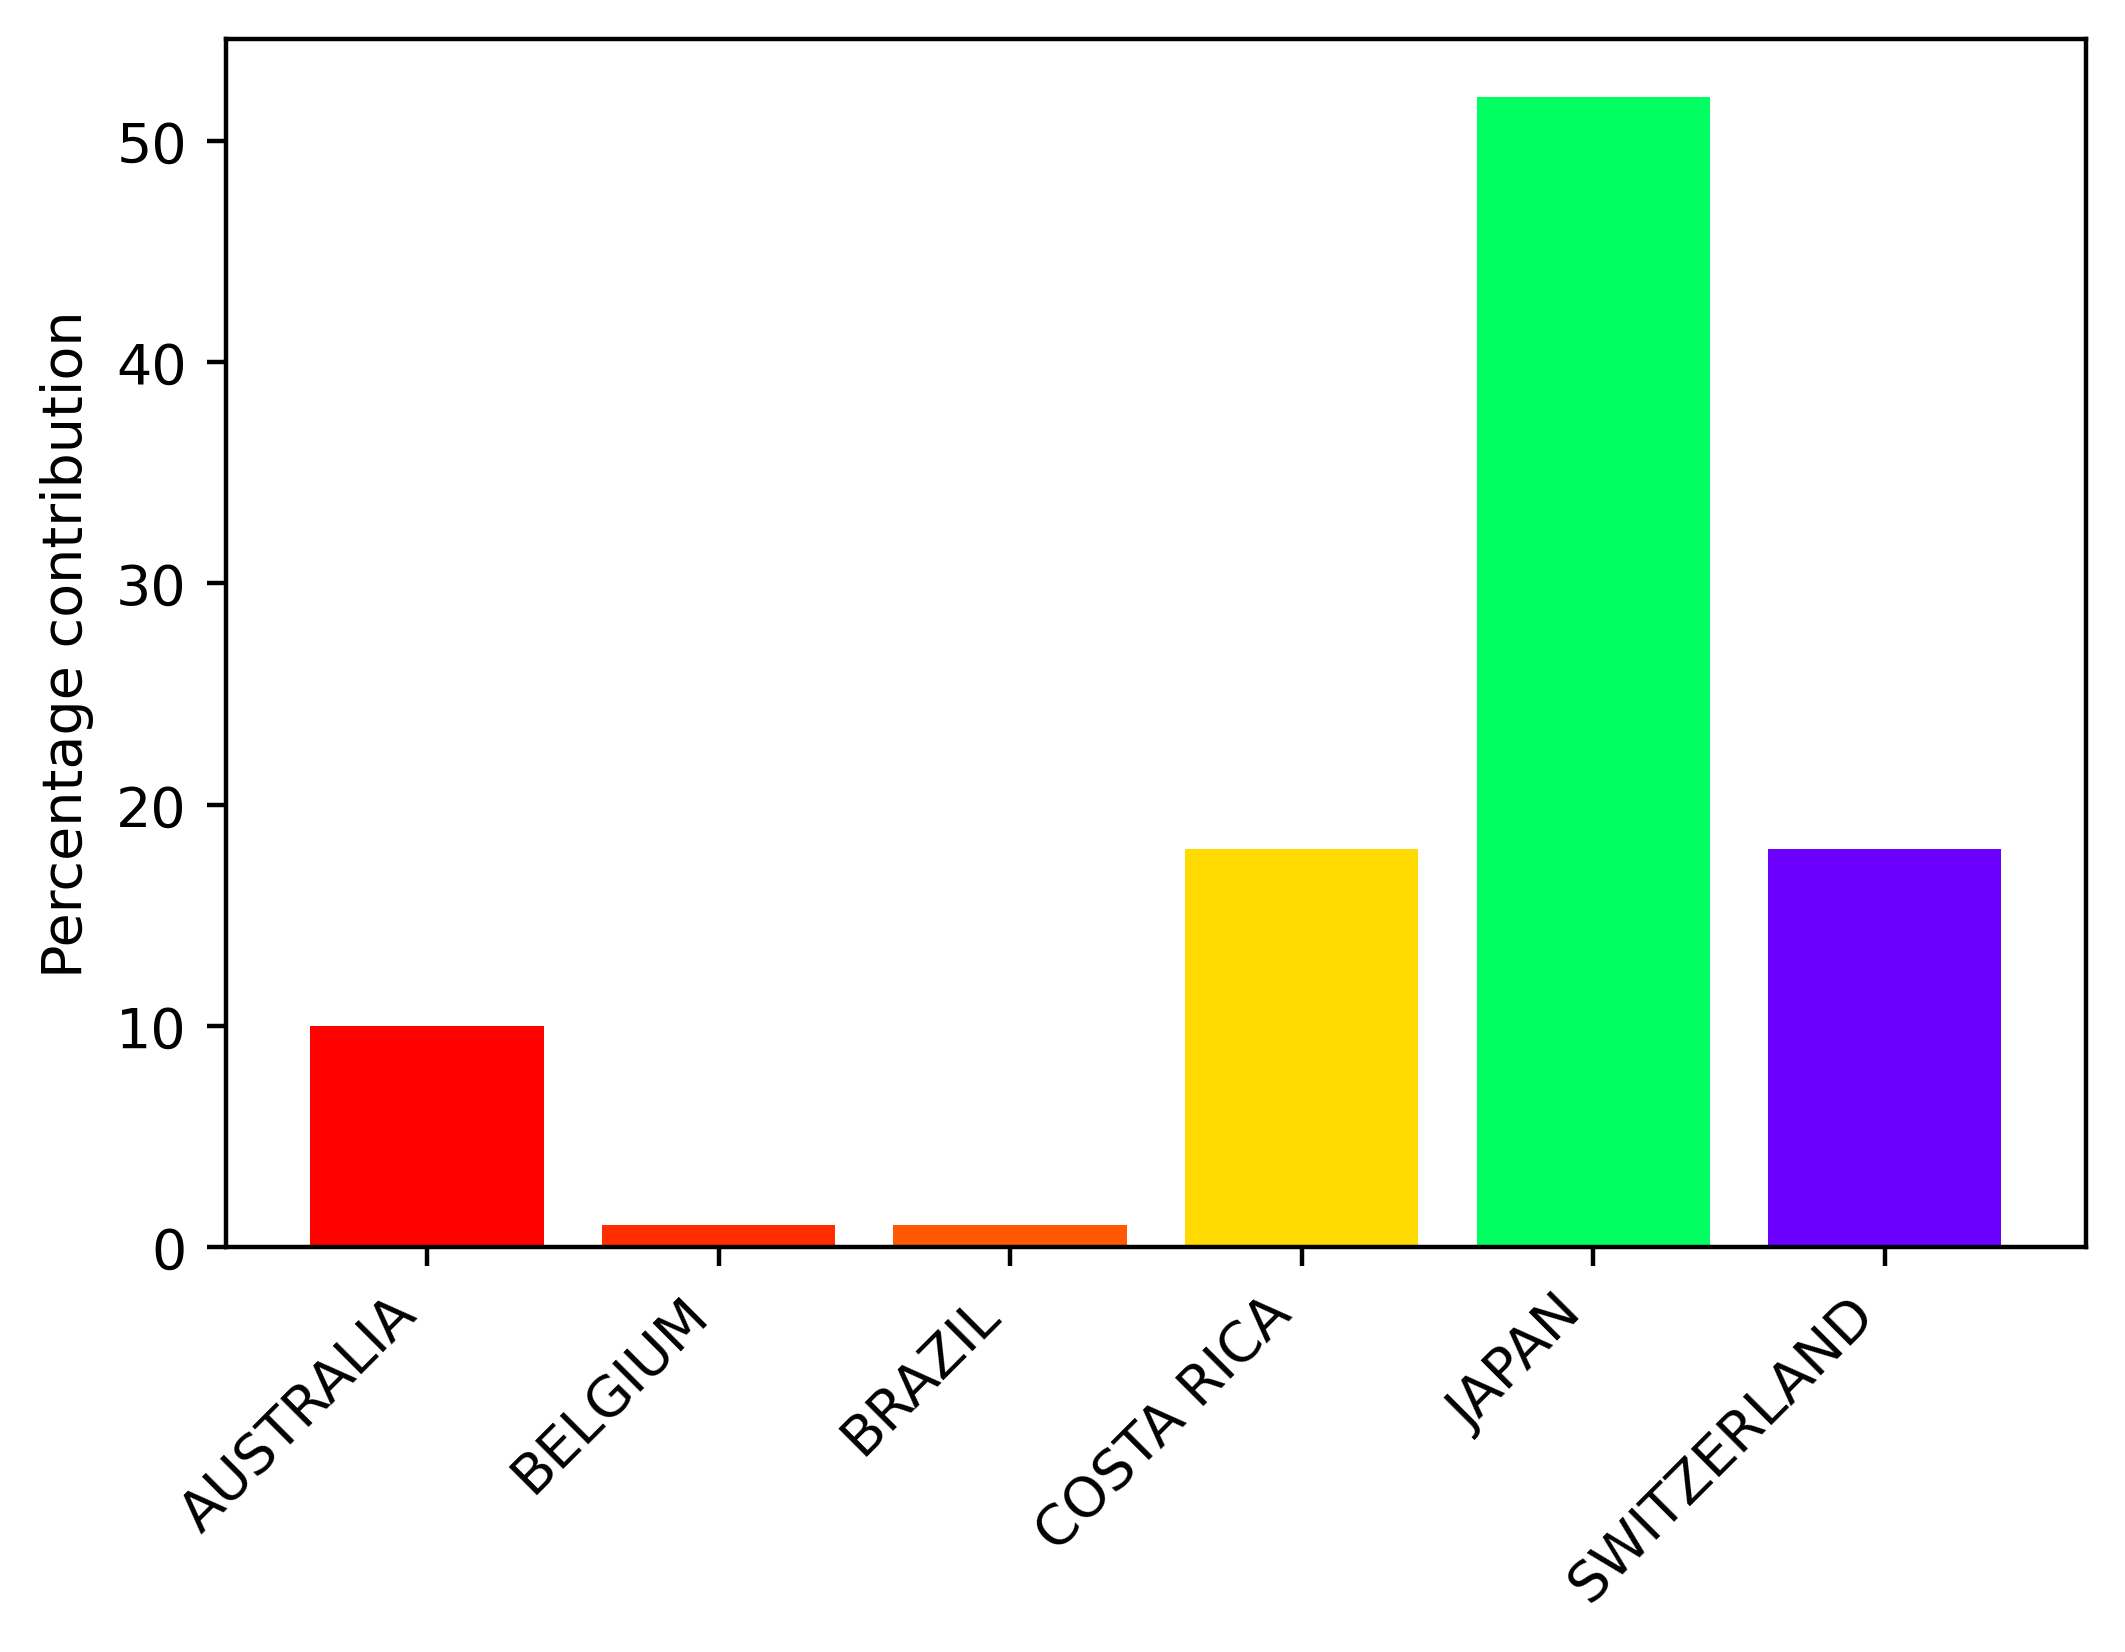 Percentage contribution
50
40
30
20
10
0
AUSTRALIA
BELGIUM
BRAZIL
COSTA RICA
JAPAN
SWITZERLAND